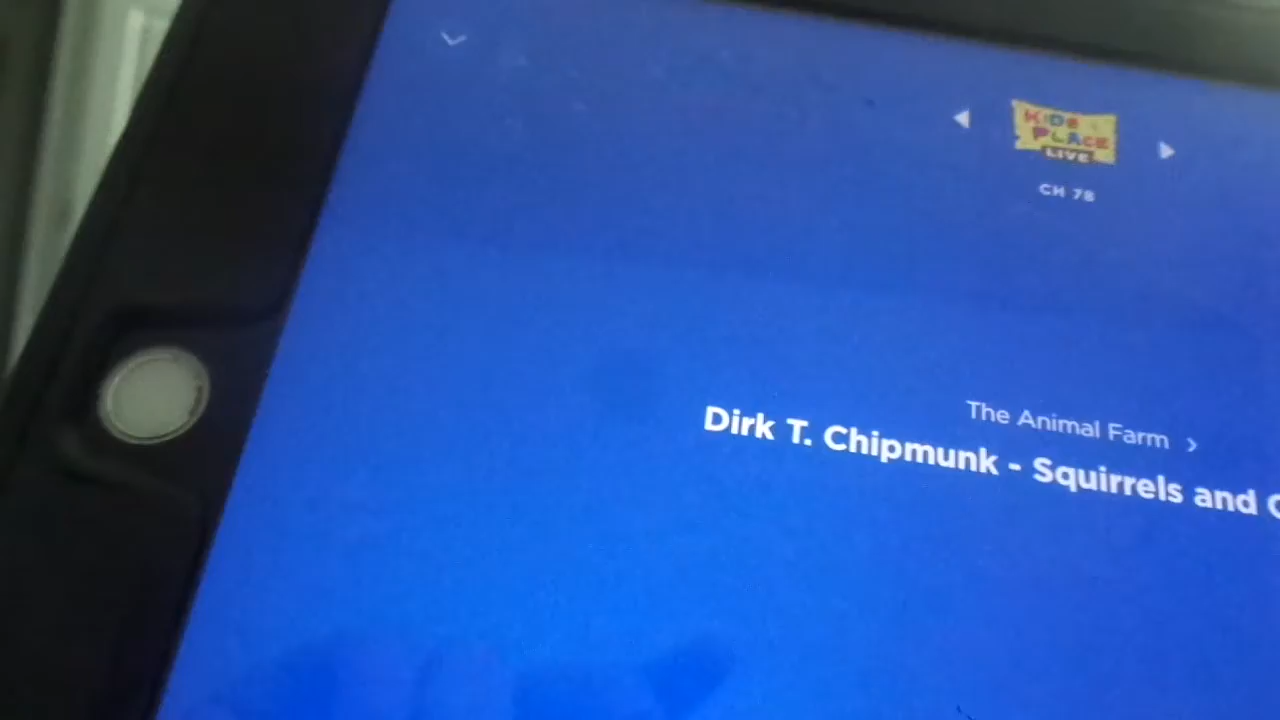 KIDS
PLACE
LIVE
CH 78
The Animal Farm
Dirk T. Chipmunk - Squirrels and